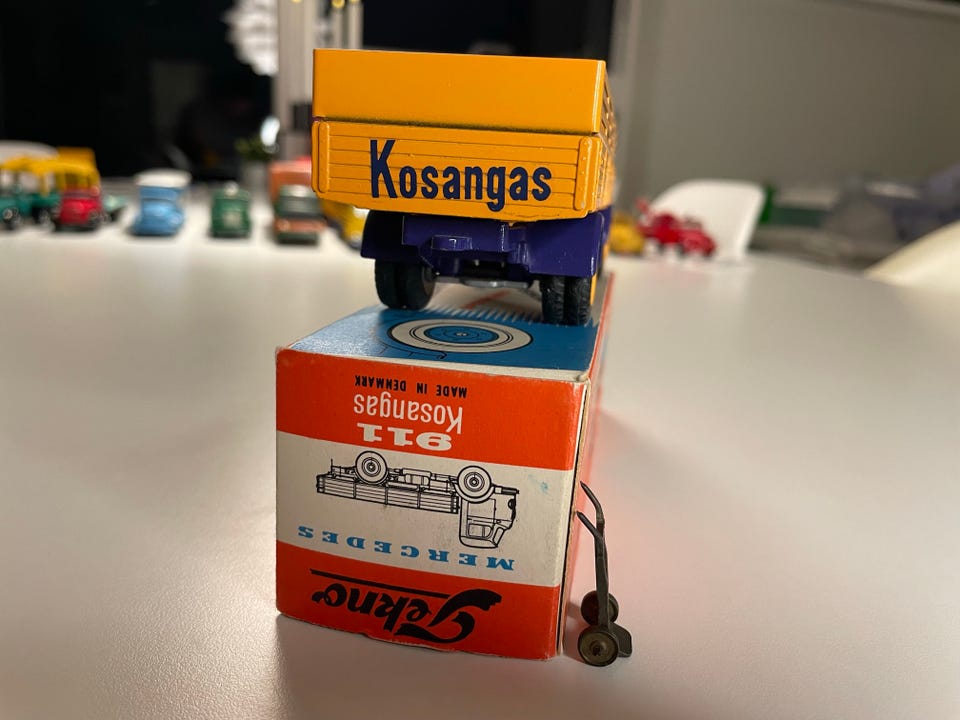 Kosangas
Tekno
MERCEDES
911
Kosangas
MADE IN DENMARK